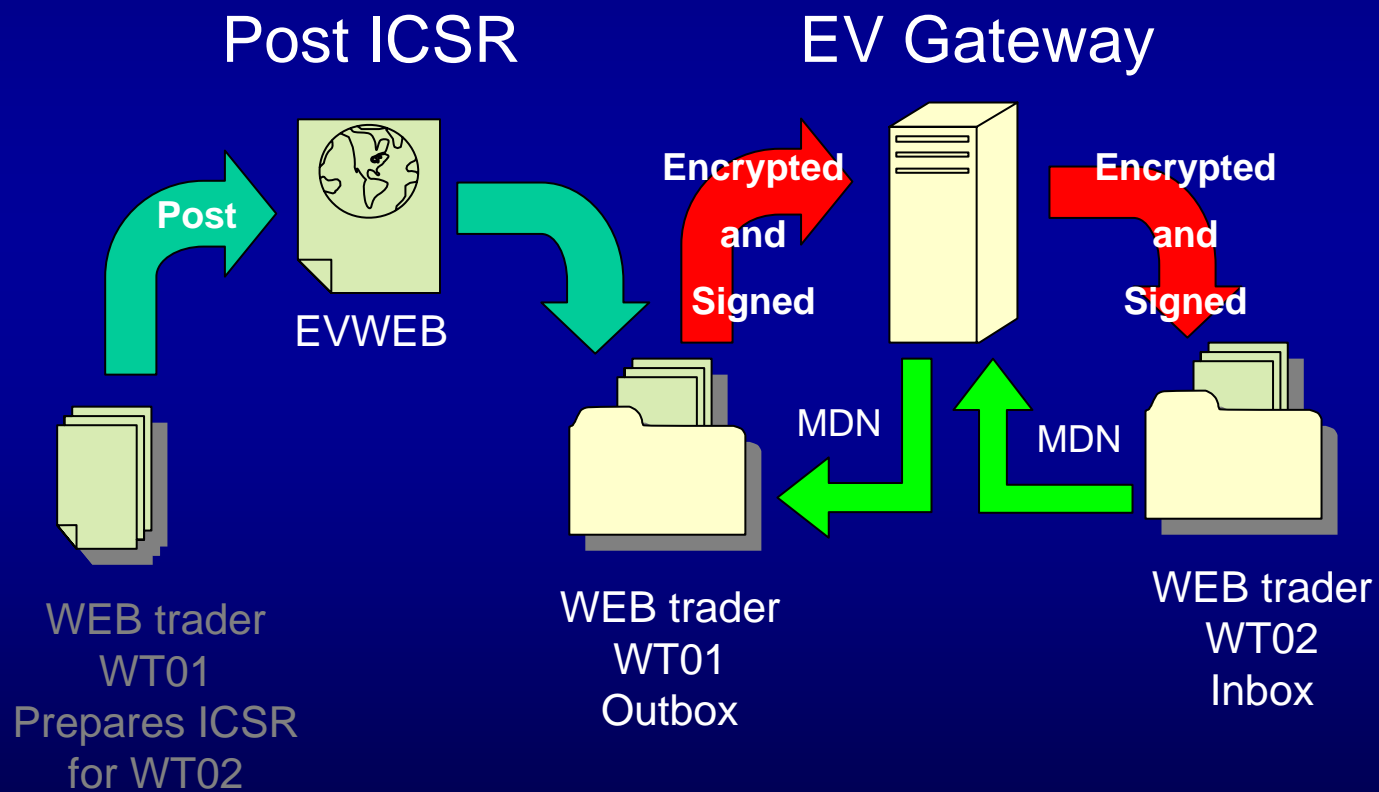 Post ICSR
EV Gateway
Post
EVWEB
Encrypted
and
Signed
Encrypted
and
Signed
MDN
MDN
WEB trader
WT01
Prepares ICSR
for WT02
WEB trader
WT01
Outbox
WEB trader
WT02
Inbox